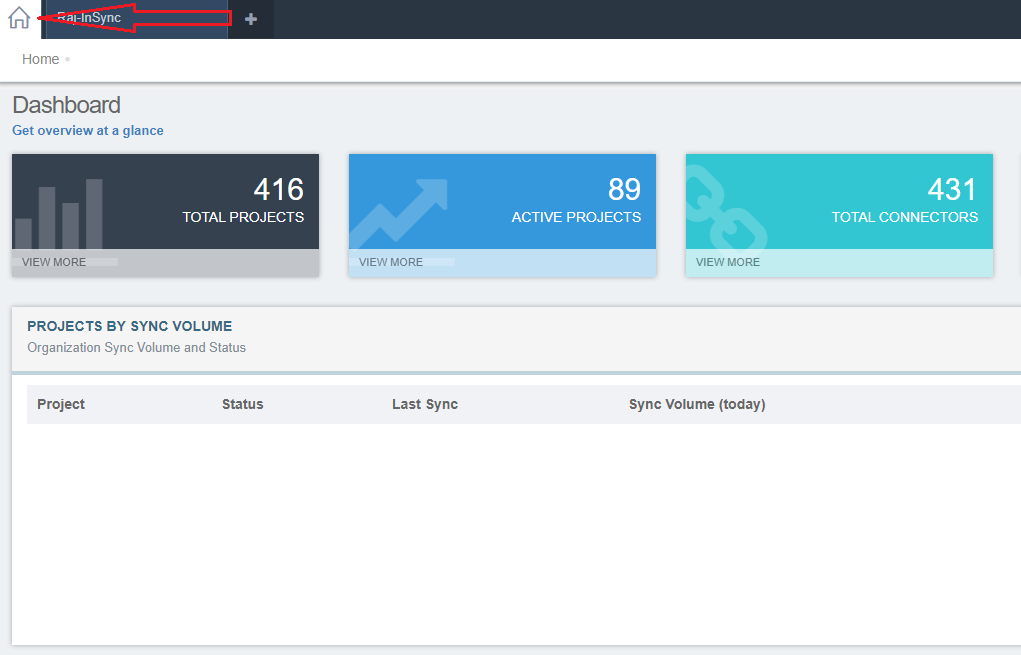 Raj-InSync
Home
Dashboard
Get overview at a glance
416
TOTAL PROJECTS
VIEW MORE
89
ACTIVE PROJECTS
VIEW MORE
431
TOTAL CONNECTORS
VIEW MORE
PROJECTS BY SYNC VOLUME
Organization Sync Volume and Status
Project Status Last Sync Sync Volume (today)